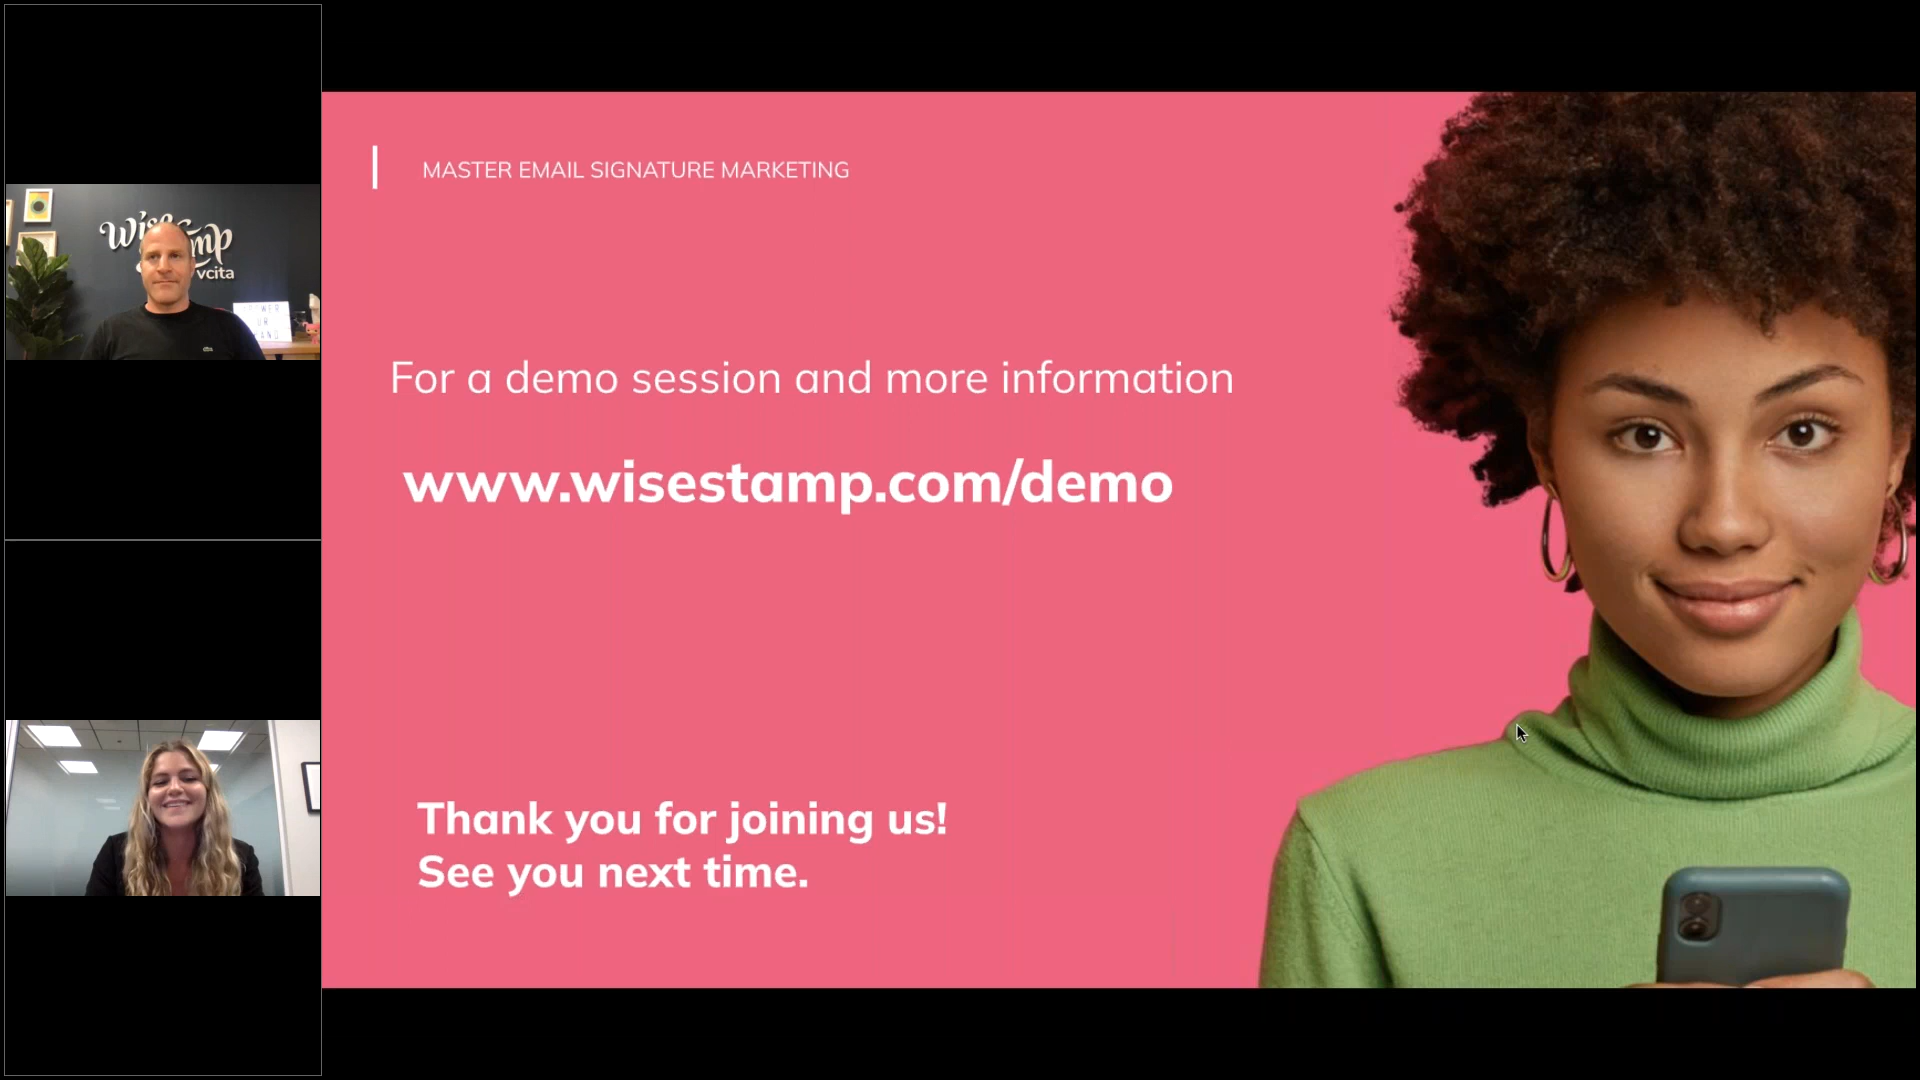 MASTER EMAIL SIGNATURE MARKETING
For a demo session and more information
www.wisestamp.com/demo
Thank you for joining us!
See you next time.
vcita